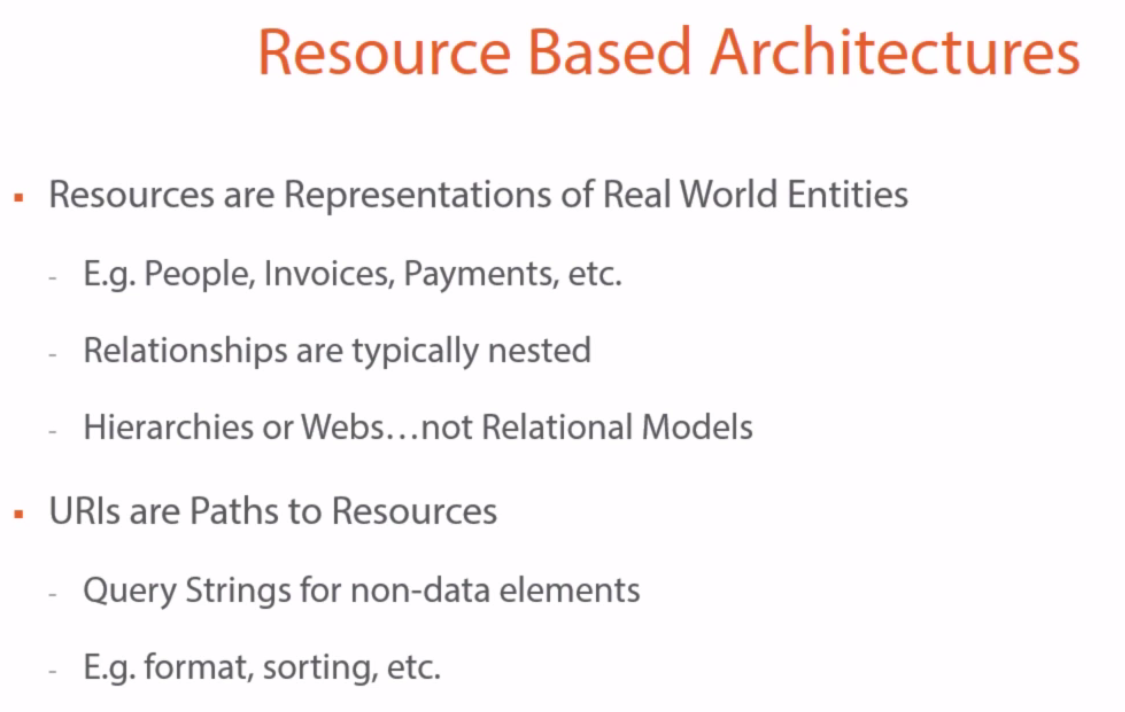 Resource Based Architectures
▪ Resources are Representations of Real World Entities
- E.g. People, Invoices, Payments, etc.
- Relationships are typically nested
- Hierarchies or Webs…not Relational Models
▪ URIs are Paths to Resources
- Query Strings for non-data elements
- E.g. format, sorting, etc.